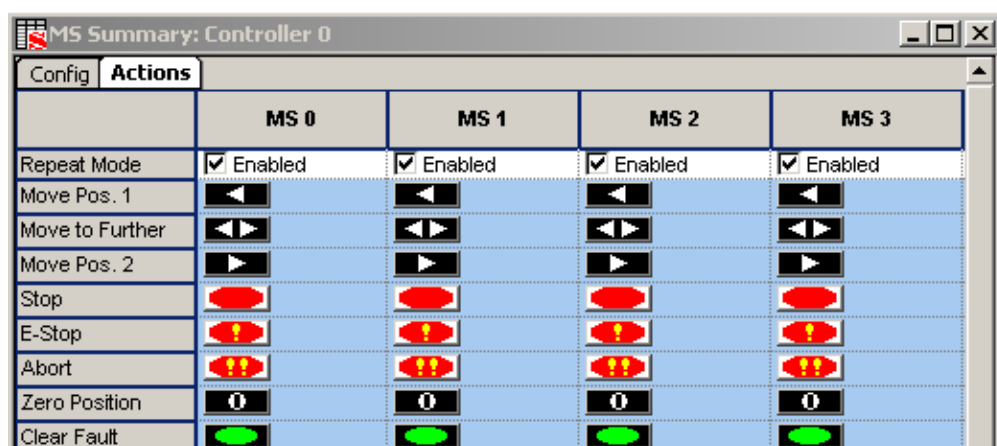 MS Summary: Controller 0
Config Actions
MS 0 MS 1 MS 2 MS 3
Repeat Mode Enabled Enabled Enabled Enabled
Move Pos. 1
Move to Further
Move Pos. 2
Stop
E-Stop ! ! ! !
Abort !! !! !! !!
Zero Position 0 0 0 0
Clear Fault